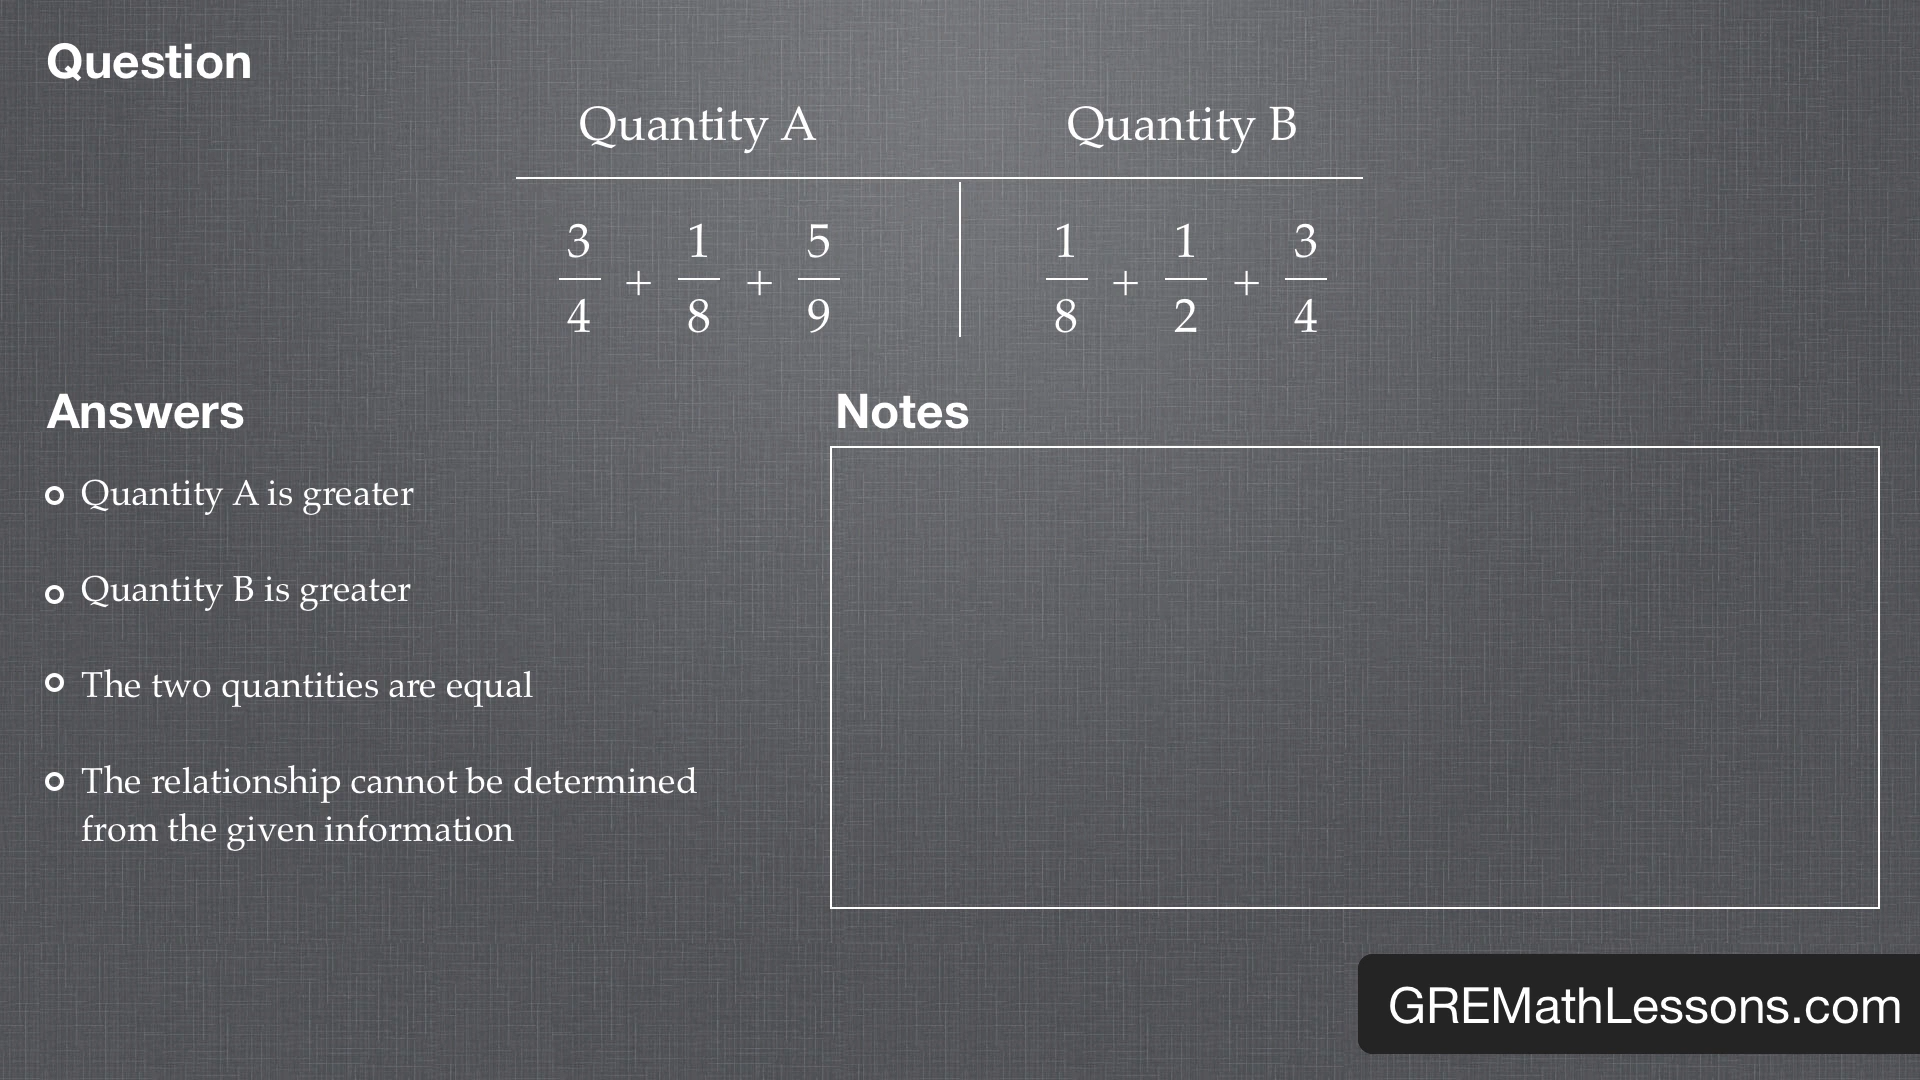 Question
Quantity A Quantity B
3/4 + 1/8 + 5/9 1/8 + 1/2 + 3/4
Answers
Notes
Quantity A is greater
Quantity B is greater
The two quantities are equal
The relationship cannot be determined
from the given information
GREMathLessons.com